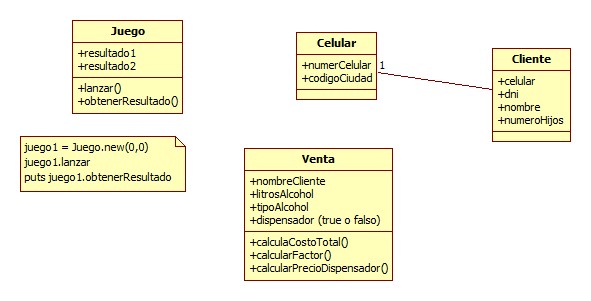 Juego
+resultado1
+resultado2
+lanzar()
+obtenerResultado()
juego1 = Juego.new(0,0)
juego1.lanzar
puts juego1.obtenerResultado
Celular
+numerCelular
+codigoCiudad
1
Cliente
+celular
+dni
+nombre
+numeroHijos
Venta
+nombreCliente
+litrosAlcohol
+tipoAlcohol
+dispensador (true o falso)
+calculaCostoTotal()
+calcularFactor()
+calcularPrecioDispensador()